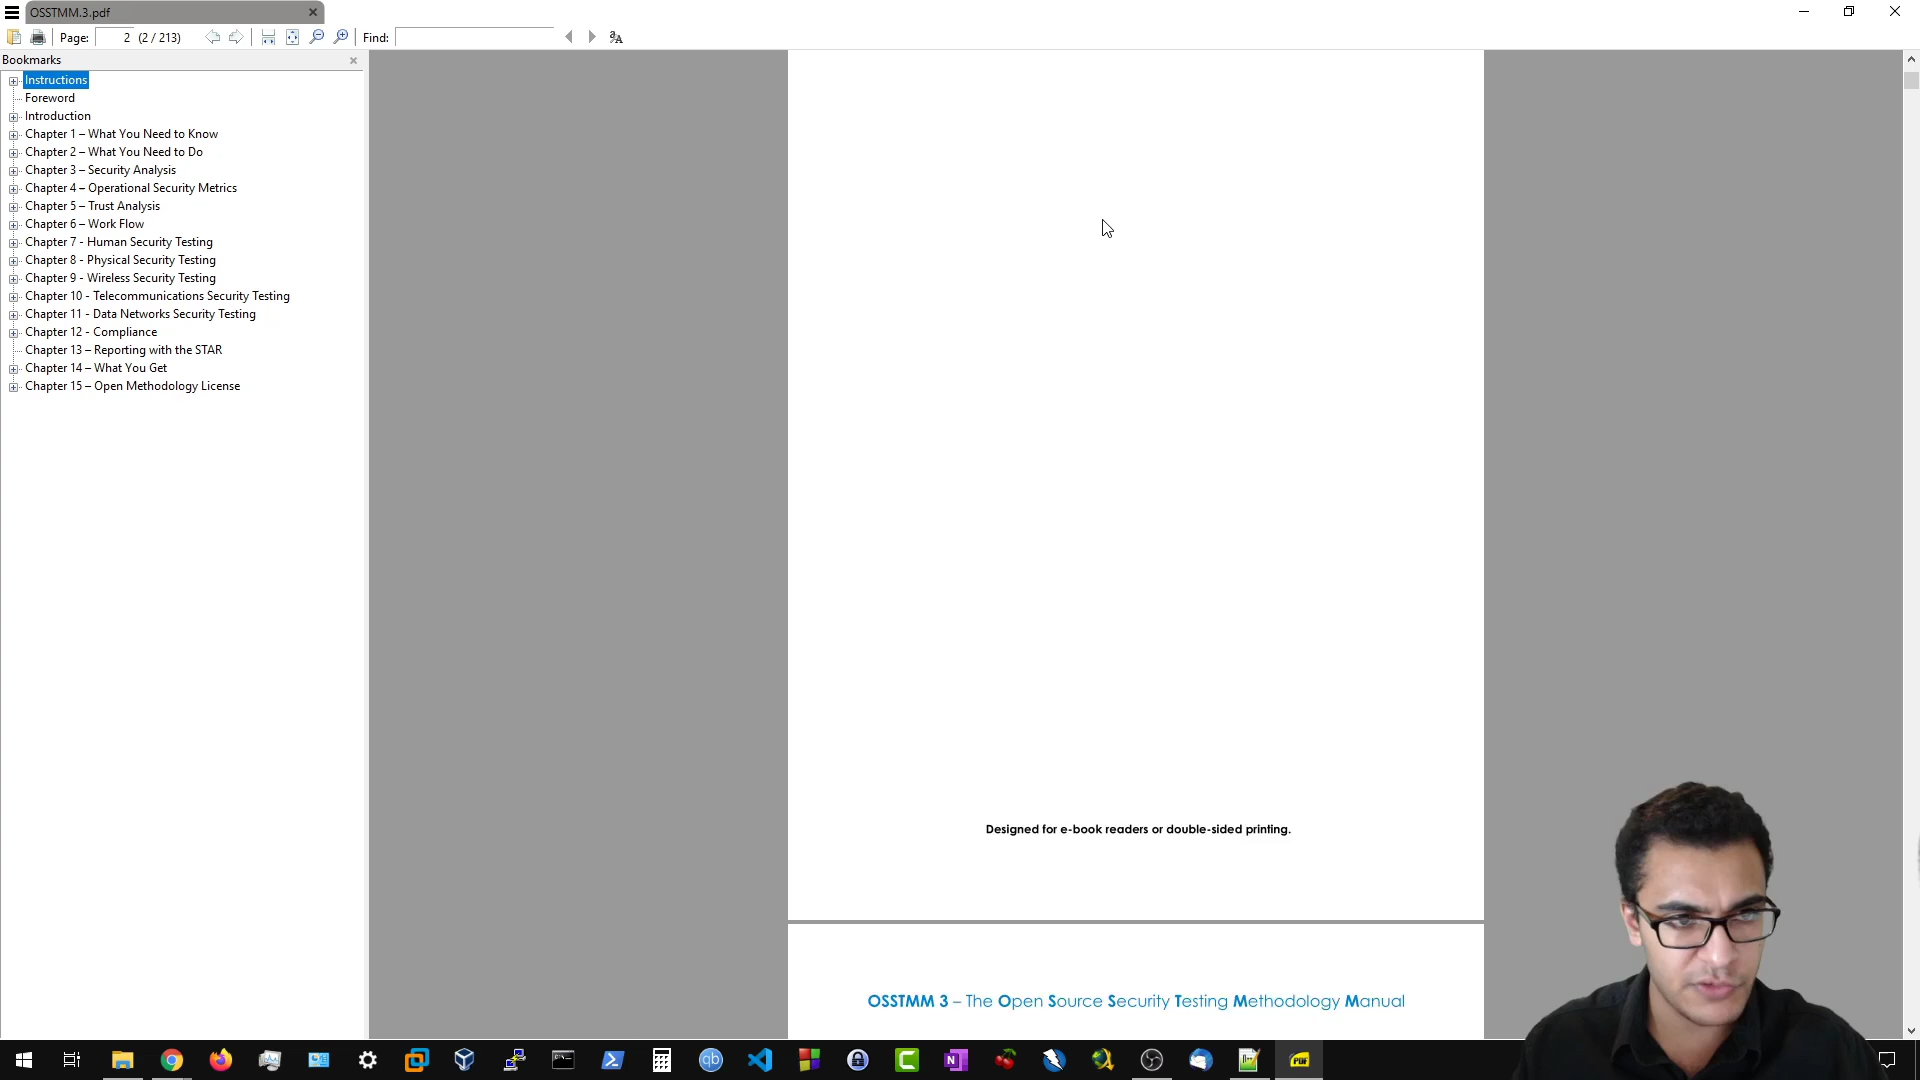 OSSTMM.3.pdf
Page: 2 (2 / 213) Find:
Bookmarks
Instructions
Foreword
Introduction
Chapter 1 – What You Need to Know
Chapter 2 – What You Need to Do
Chapter 3 – Security Analysis
Chapter 4 – Operational Security Metrics
Chapter 5 – Trust Analysis
Chapter 6 – Work Flow
Chapter 7 - Human Security Testing
Chapter 8 - Physical Security Testing
Chapter 9 - Wireless Security Testing
Chapter 10 - Telecommunications Security Testing
Chapter 11 - Data Networks Security Testing
Chapter 12 - Compliance
Chapter 13 – Reporting with the STAR
Chapter 14 – What You Get
Chapter 15 – Open Methodology License
Designed for e-book readers or double-sided printing.
OSSTMM 3 – The Open Source Security Testing Methodology Manual
qb
C
N
PDF